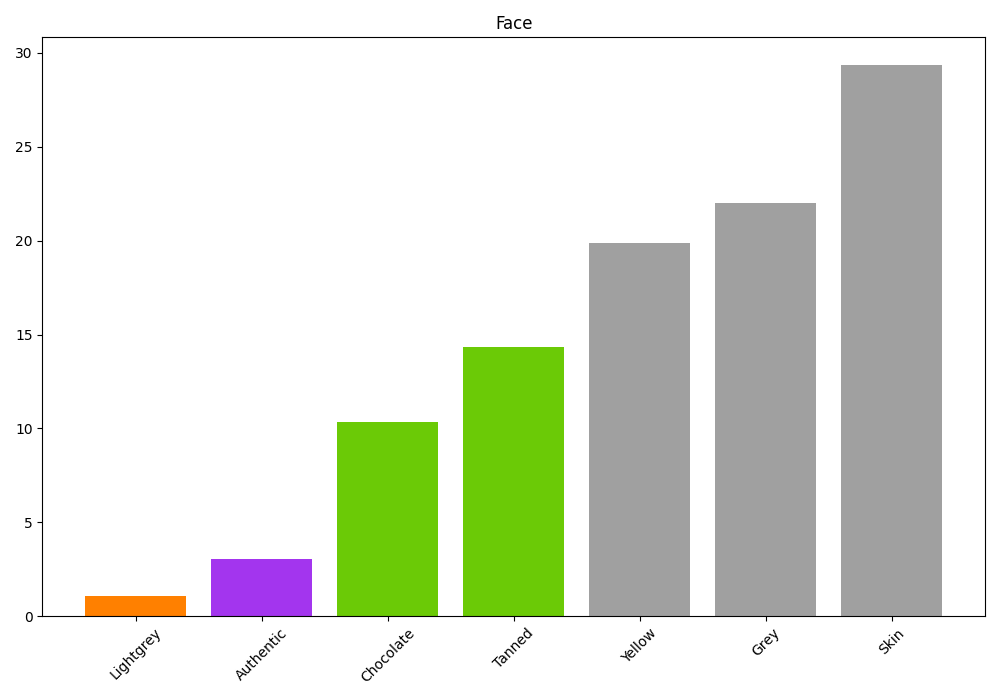 Face
30
25
20
15
10
5
0
Lightgrey
Authentic
Chocolate
Tanned
Yellow
Grey
Skin